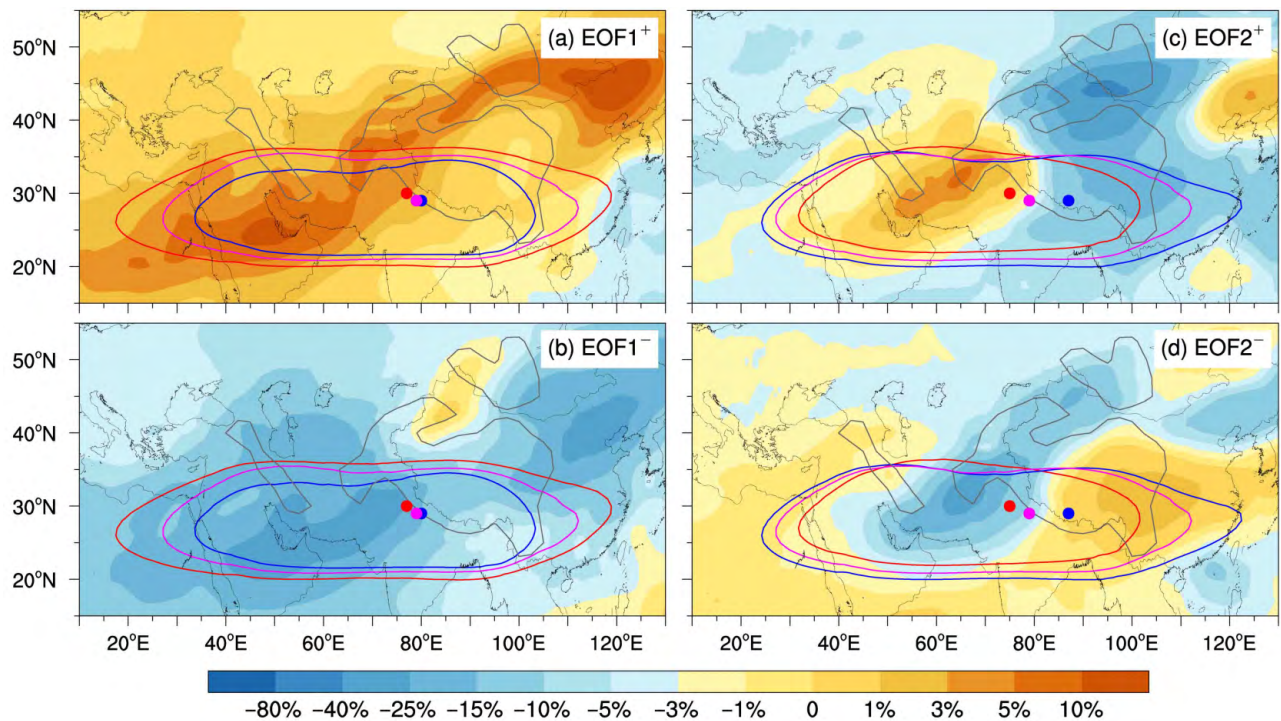 50°N
40°N
30°N
20°N
(a) EOF1⁺
(c) EOF2⁺
50°N
40°N
30°N
20°N
(b) EOF1⁻
(d) EOF2⁻
20°E 40°E 60°E 80°E 100°E 120°E 20°E 40°E 60°E 80°E 100°E 120°E
−80% −40% −25% −15% −10% −5% −3% −1% 0 1% 3% 5% 10%